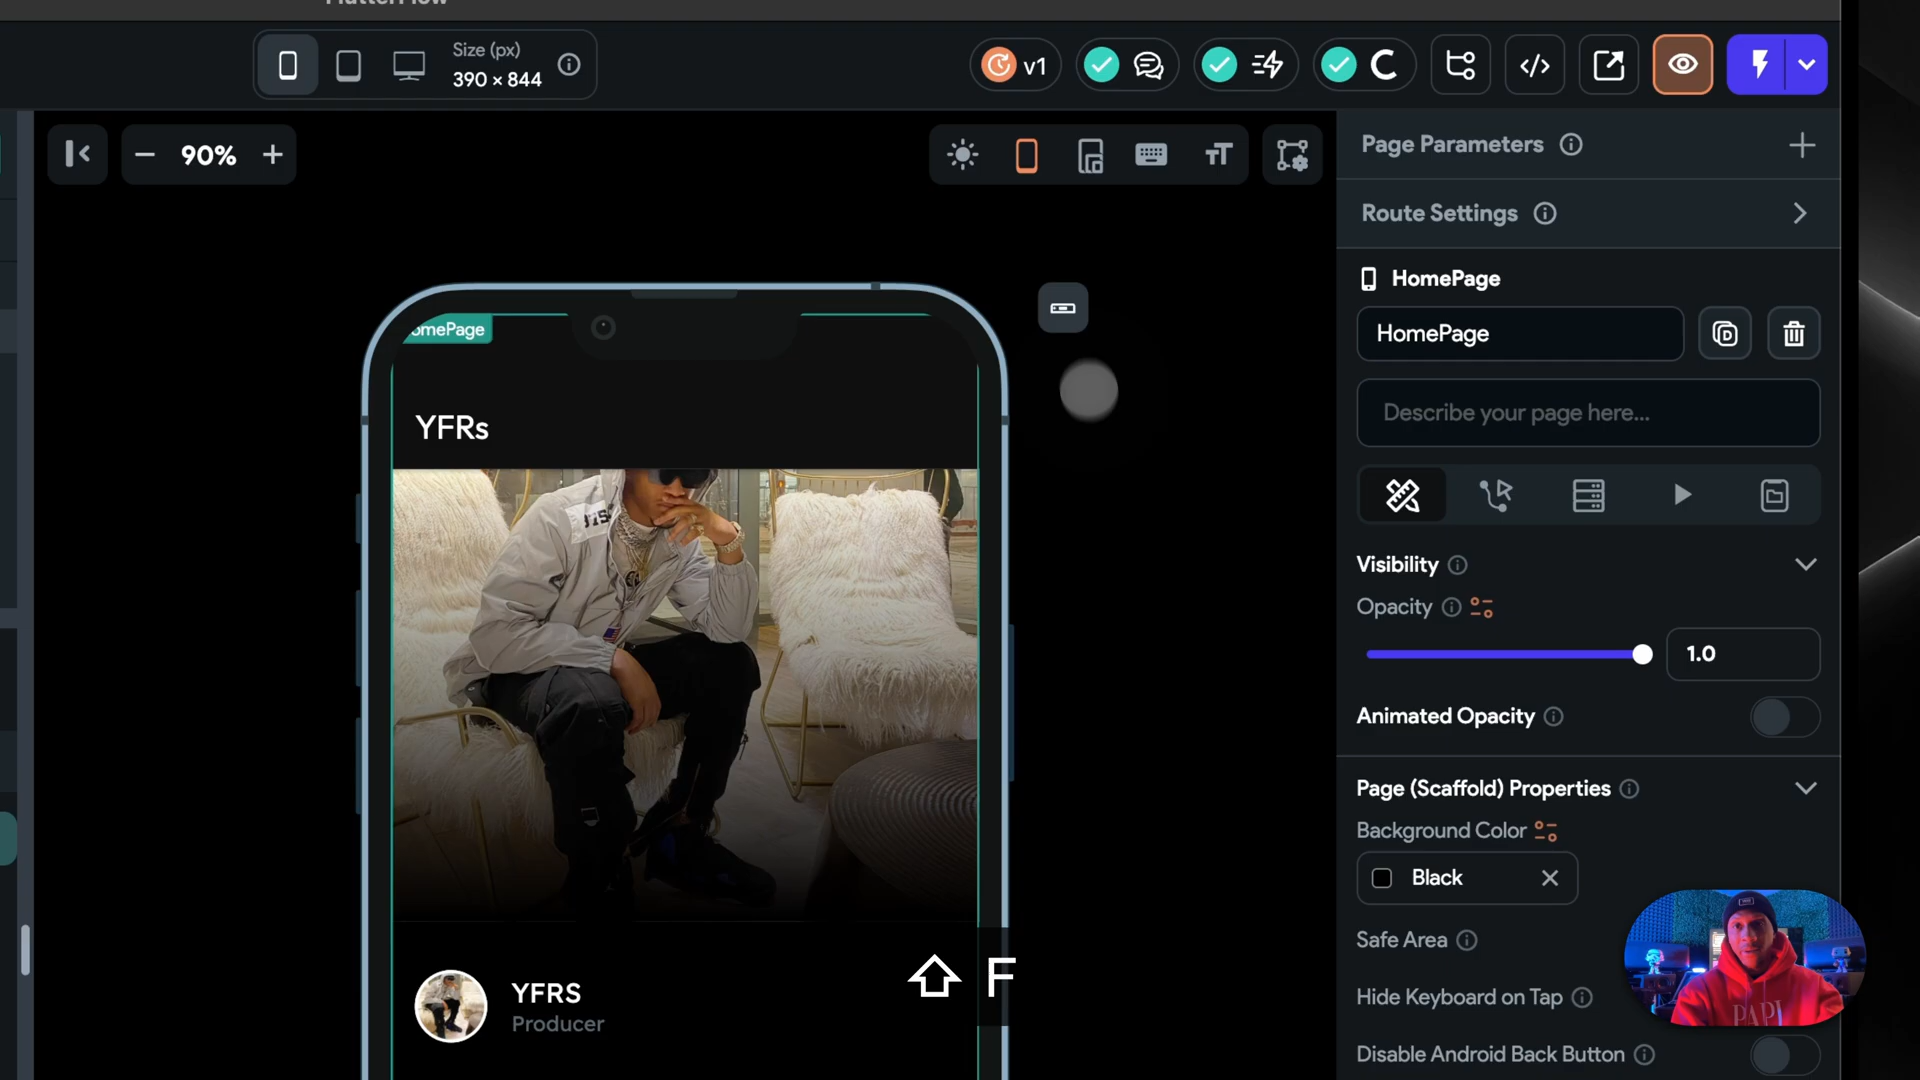 FlutterFlow
Size (px)
390 × 844
v1
90%
Page Parameters
Route Settings
HomePage
HomePage
Describe your page here...
Visibility
Opacity
1.0
Animated Opacity
Page (Scaffold) Properties
Background Color
Black
Safe Area
Hide Keyboard on Tap
Disable Android Back Button
omePage
YFRs
YFRS
Producer
F
PAPI